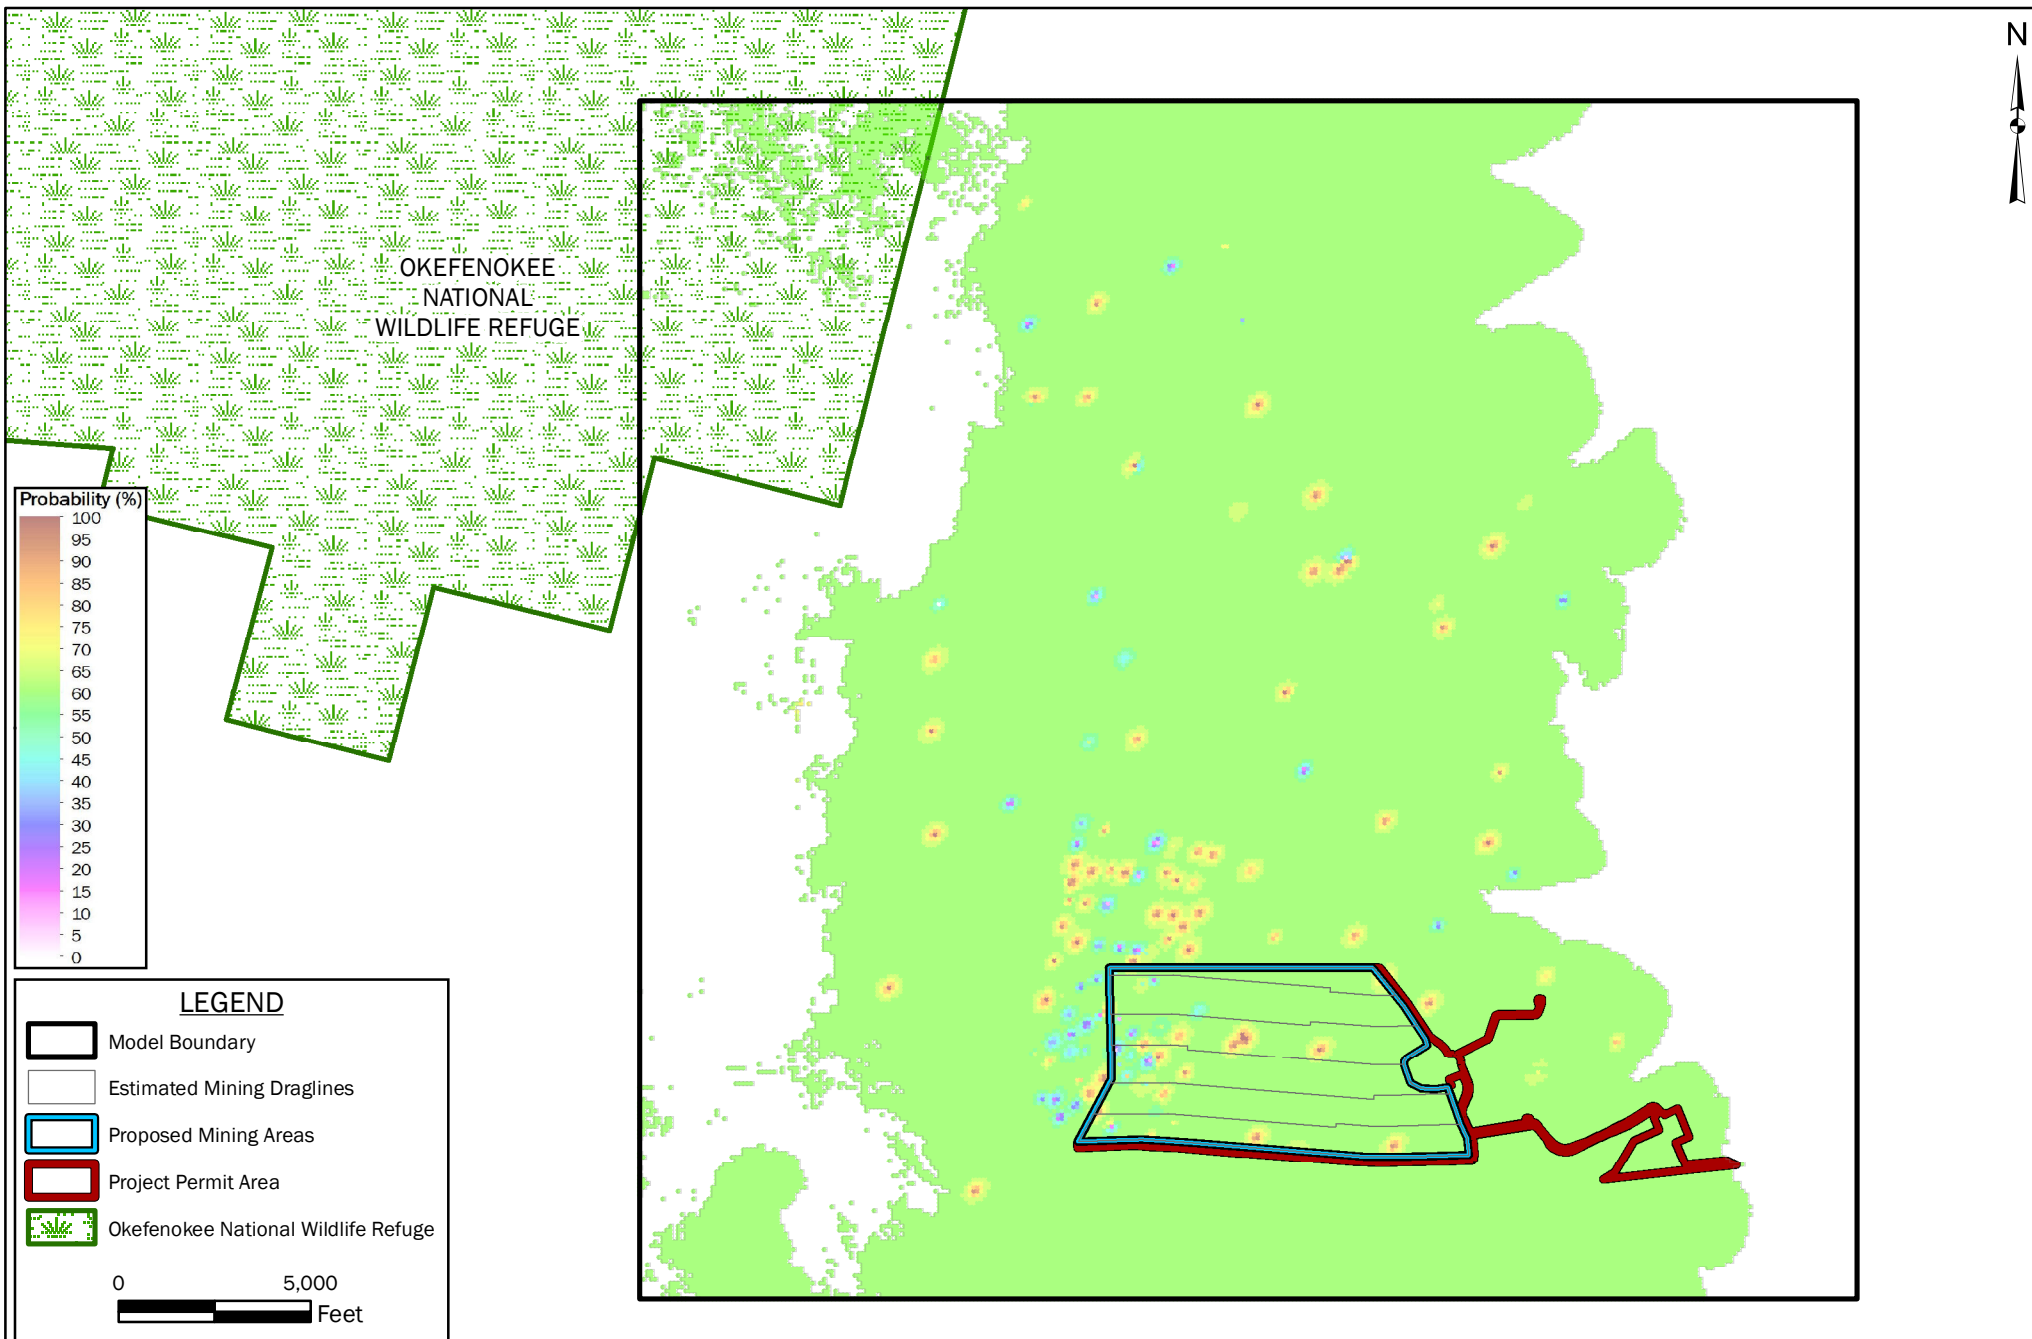 N
OKEFENOKEE
NATIONAL
WILDLIFE REFUGE
Probability (%)
100
95
90
85
80
75
70
65
60
55
50
45
40
35
30
25
20
15
10
5
0
LEGEND
Model Boundary
Estimated Mining Draglines
Proposed Mining Areas
Project Permit Area
Okefenokee National Wildlife Refuge
0 5,000
Feet